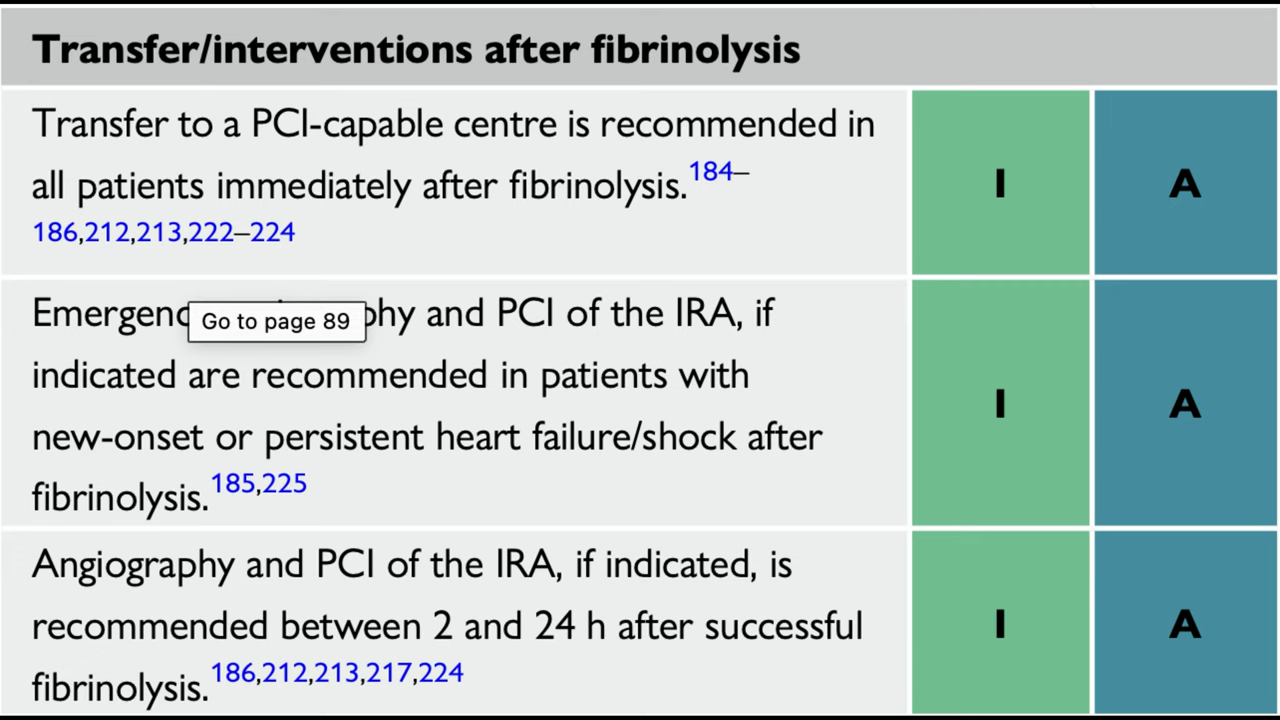 Transfer/interventions after fibrinolysis
Transfer to a PCI-capable centre is recommended in
all patients immediately after fibrinolysis.184–
186,212,213,222–224
I A
Emergenc phy and PCI of the IRA, if
Go to page 89
indicated are recommended in patients with
new-onset or persistent heart failure/shock after
fibrinolysis.185,225
I A
Angiography and PCI of the IRA, if indicated, is
recommended between 2 and 24 h after successful
fibrinolysis.186,212,213,217,224
I A